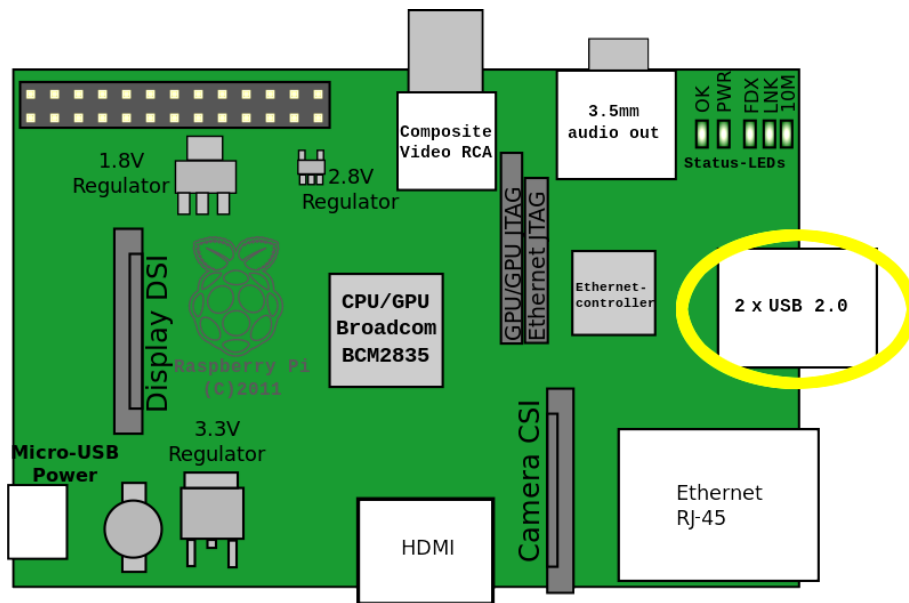 OK
PWR
FDX
LNK
10M
Status-LEDs
Composite
Video RCA
3.5mm
audio out
1.8V
Regulator
2.8V
Regulator
GPU/GPU JTAG
Ethernet JTAG
Display DSI
Raspberry Pi
(C)2011
CPU/GPU
Broadcom
BCM2835
Ethernet-
controller
2 x USB 2.0
Micro-USB
Power
3.3V
Regulator
HDMI
Camera CSI
Ethernet
RJ-45